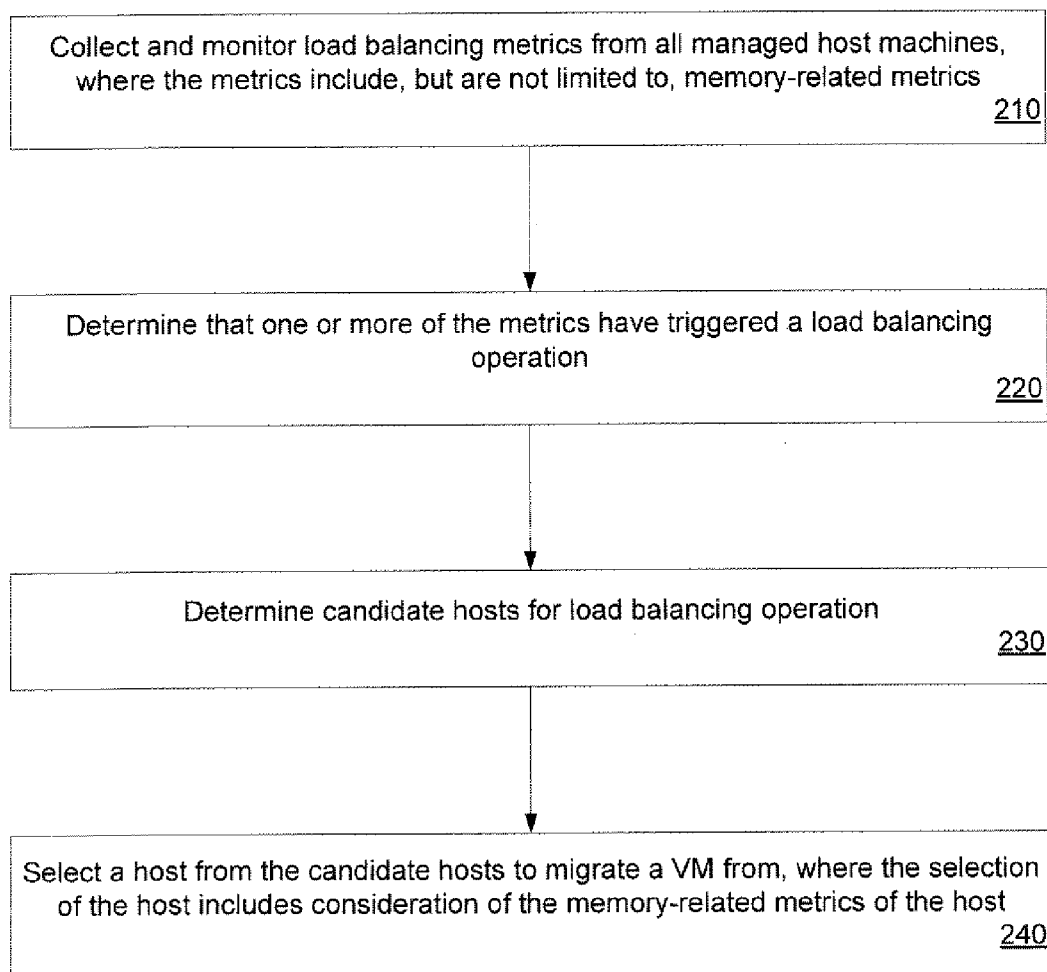 Collect and monitor load balancing metrics from all managed host machines,
where the metrics include, but are not limited to, memory-related metrics
210
Determine that one or more of the metrics have triggered a load balancing
operation
220
Determine candidate hosts for load balancing operation
230
Select a host from the candidate hosts to migrate a VM from, where the selection
of the host includes consideration of the memory-related metrics of the host
240